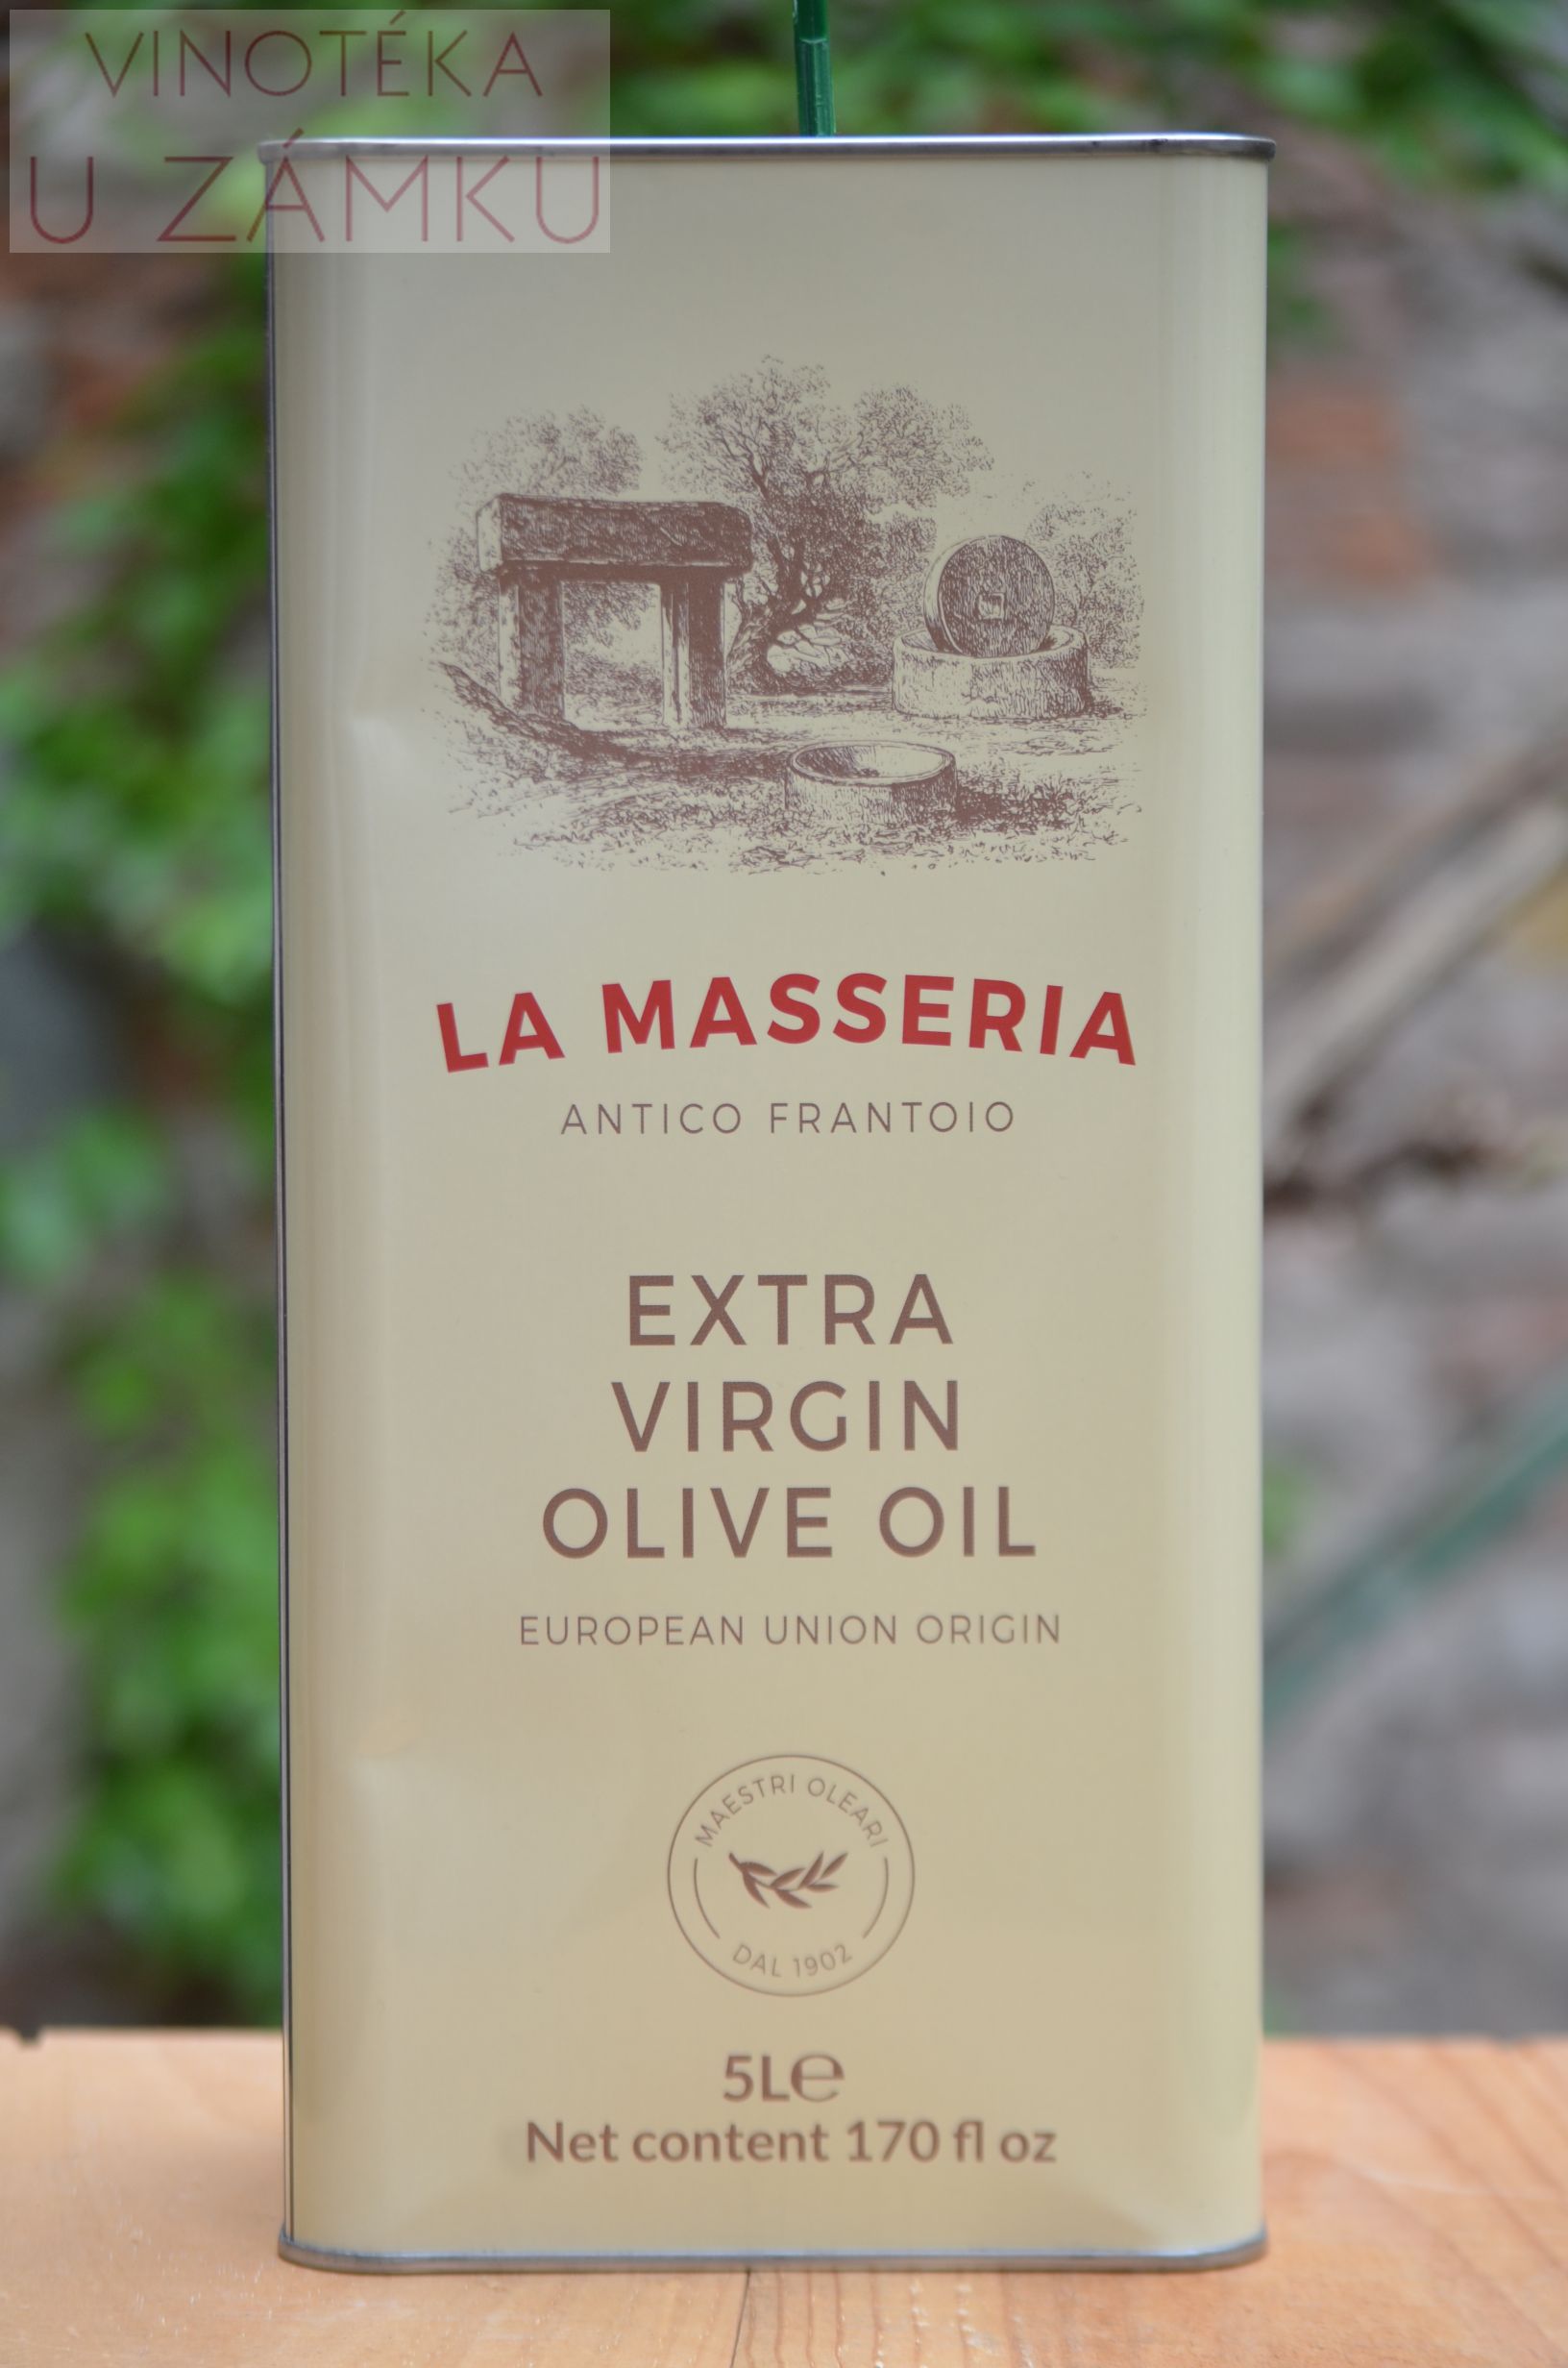 VINOTÉKA
U ZÁMKU
LA MASSERIA
ANTICO FRANTOIO
EXTRA
VIRGIN
OLIVE OIL
EUROPEAN UNION ORIGIN
MAESTRI OLEARI
DAL 1902
5L℮
Net content 170 fl oz